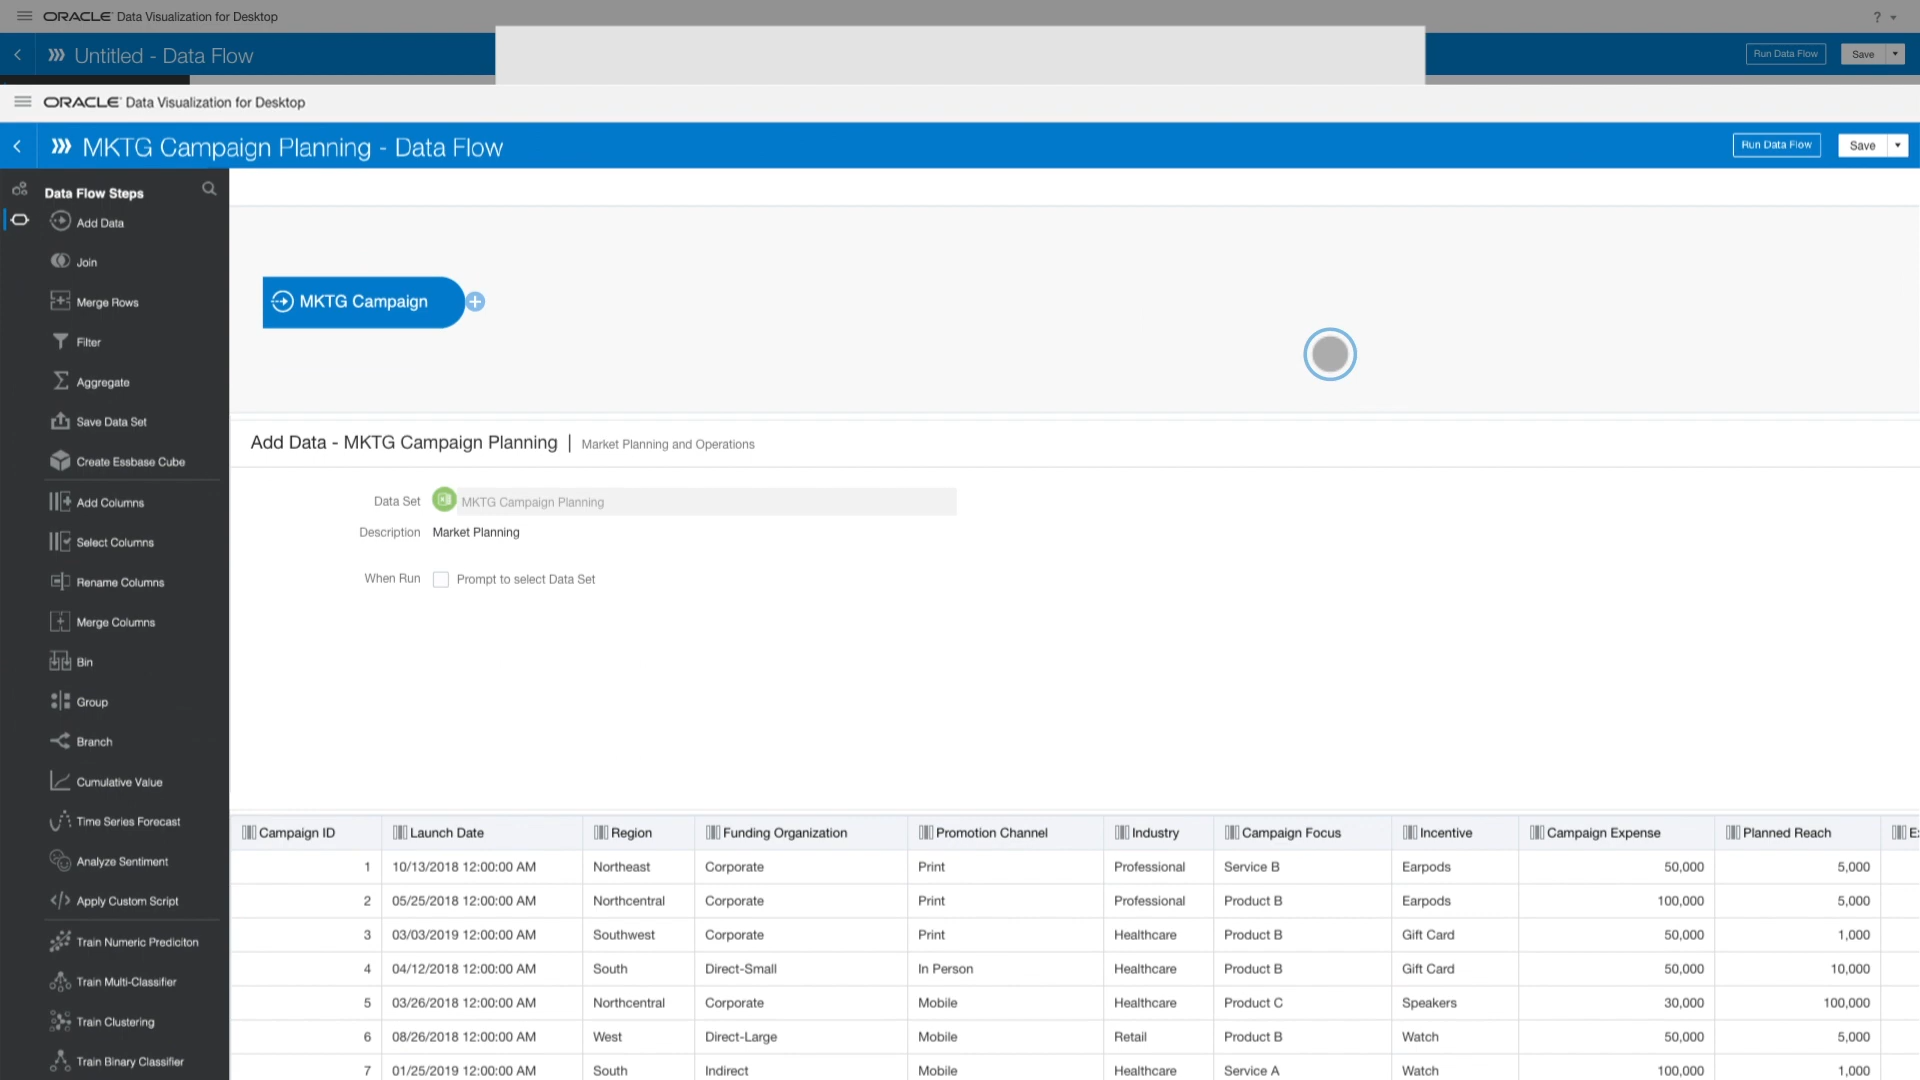 ORACLE Data Visualization for Desktop
?
Untitled - Data Flow
Run Data Flow
Save
ORACLE Data Visualization for Desktop
MKTG Campaign Planning - Data Flow
Run Data Flow
Save
Data Flow Steps
Add Data
Join
Merge Rows
Filter
Aggregate
Save Data Set
Create Essbase Cube
Add Columns
Select Columns
Rename Columns
Merge Columns
Bin
Group
Branch
Cumulative Value
Time Series Forecast
Analyze Sentiment
Apply Custom Script
Train Numeric Prediciton
Train Multi-Classifier
Train Clustering
Train Binary Classifier
MKTG Campaign
Add Data - MKTG Campaign Planning | Market Planning and Operations
Data Set MKTG Campaign Planning
Description Market Planning
When Run Prompt to select Data Set
Campaign ID Launch Date Region Funding Organization Promotion Channel Industry Campaign Focus Incentive Campaign Expense Planned Reach
1 10/13/2018 12:00:00 AM Northeast Corporate Print Professional Service B Earpods 50,000 5,000
2 05/25/2018 12:00:00 AM Northcentral Corporate Print Professional Product B Earpods 100,000 5,000
3 03/03/2019 12:00:00 AM Southwest Corporate Print Healthcare Product B Gift Card 50,000 1,000
4 04/12/2018 12:00:00 AM South Direct-Small In Person Healthcare Product B Gift Card 50,000 10,000
5 03/26/2018 12:00:00 AM Northcentral Corporate Mobile Healthcare Product C Speakers 30,000 100,000
6 08/26/2018 12:00:00 AM West Direct-Large Mobile Retail Product B Watch 50,000 5,000
7 01/25/2019 12:00:00 AM South Indirect Mobile Healthcare Service A Watch 100,000 1,000